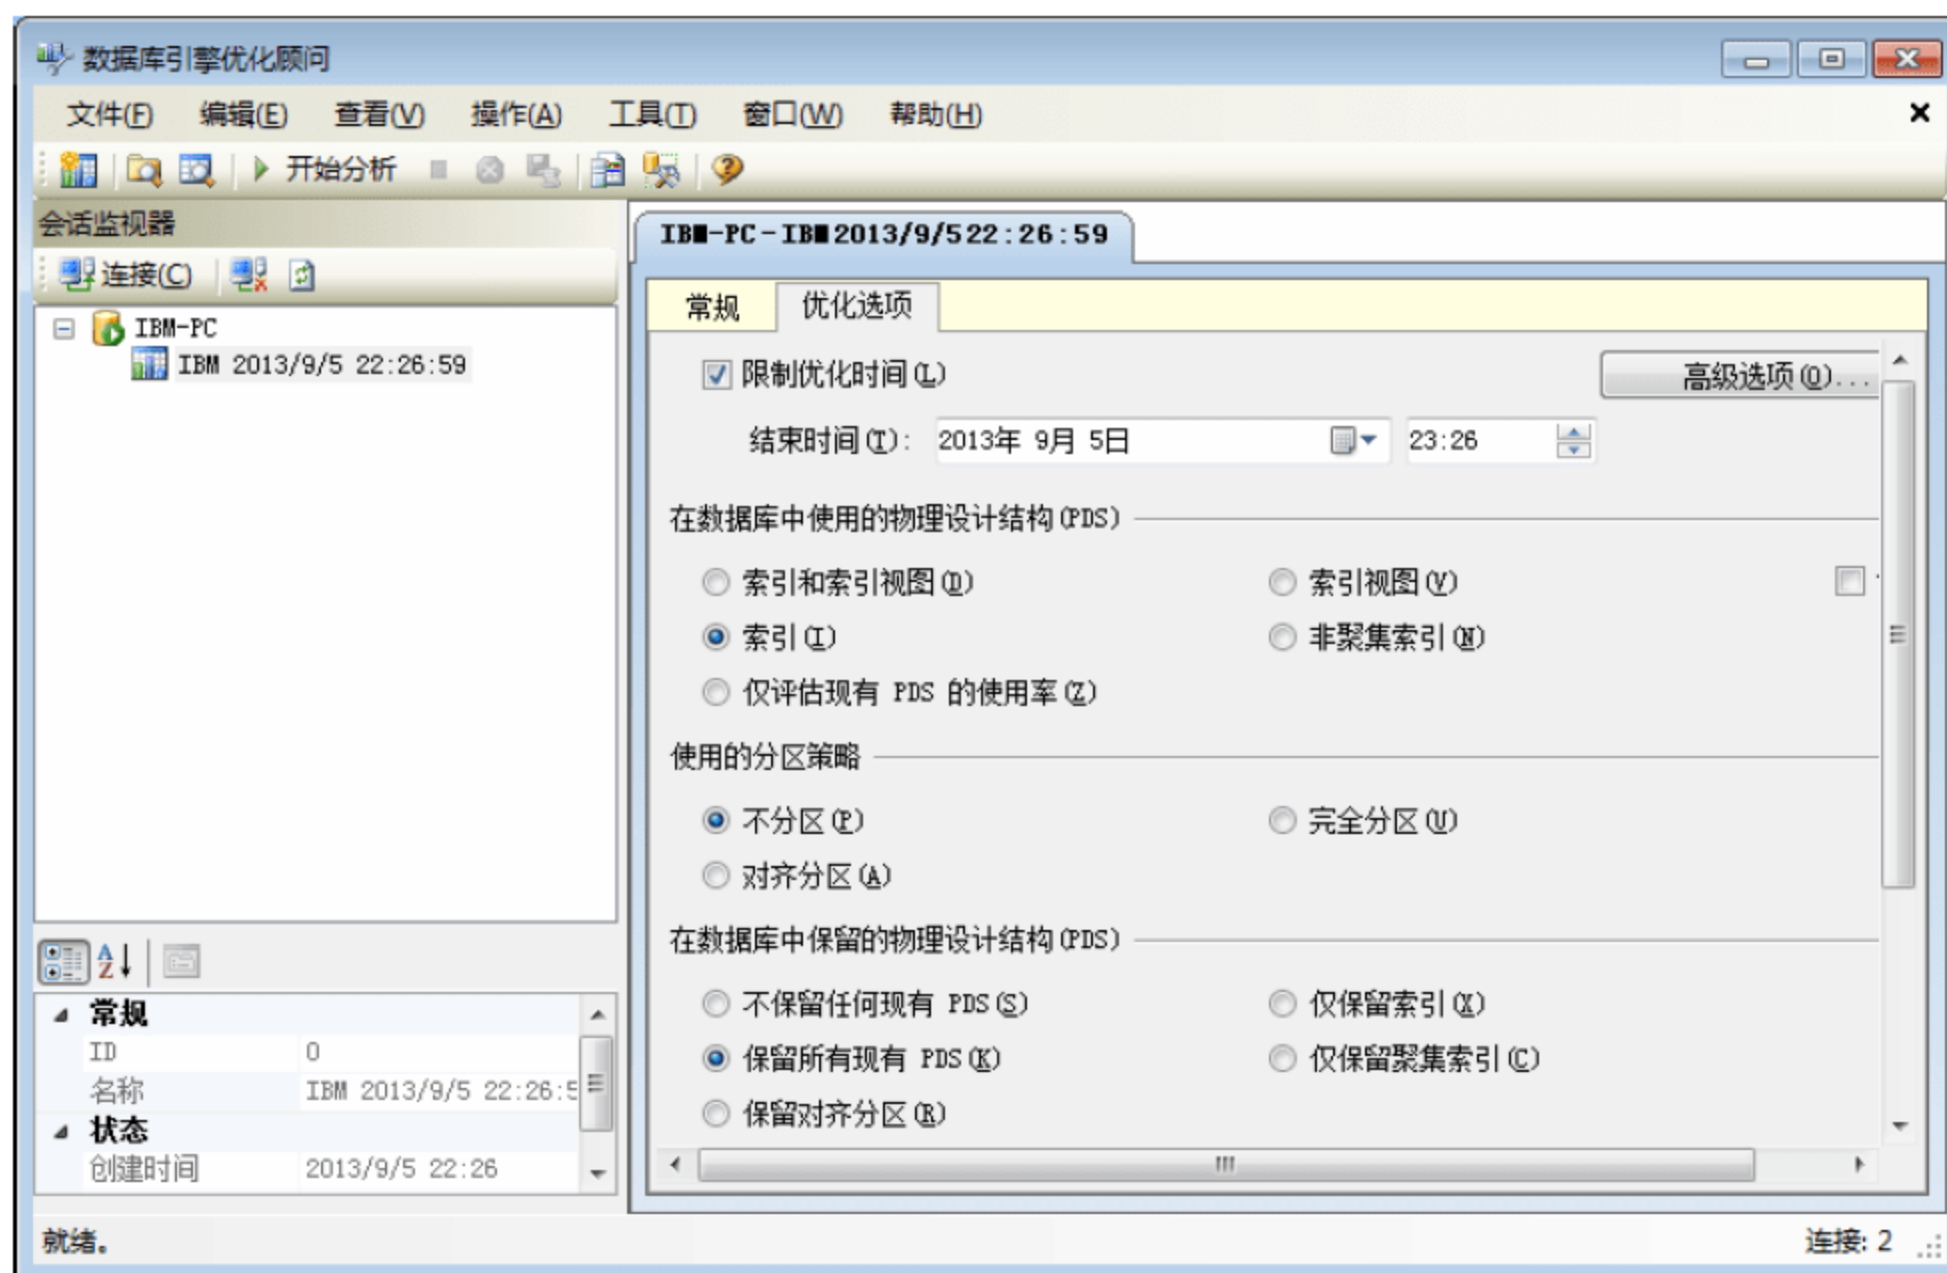 数据库引擎优化顾问
文件(F) 编辑(E) 查看(V) 操作(A) 工具(T) 窗口(W) 帮助(H)
开始分析
会话监视器
连接(C)
IBM-PC
IBM 2013/9/5 22:26:59
常规
ID 0
名称 IBM 2013/9/5 22:26:5
状态
创建时间 2013/9/5 22:26
IBM-PC-IBM2013/9/522:26:59
常规 优化选项
限制优化时间(L) 高级选项(O)...
结束时间(T): 2013年 9月 5日 23:26
在数据库中使用的物理设计结构(PDS)
索引和索引视图(D) 索引视图(V)
索引(I) 非聚集索引(N)
仅评估现有 PDS 的使用率(Z)
使用的分区策略
不分区(P) 完全分区(U)
对齐分区(A)
在数据库中保留的物理设计结构(PDS)
不保留任何现有 PDS(S) 仅保留索引(X)
保留所有现有 PDS(K) 仅保留聚集索引(C)
保留对齐分区(R)
就绪。 连接: 2